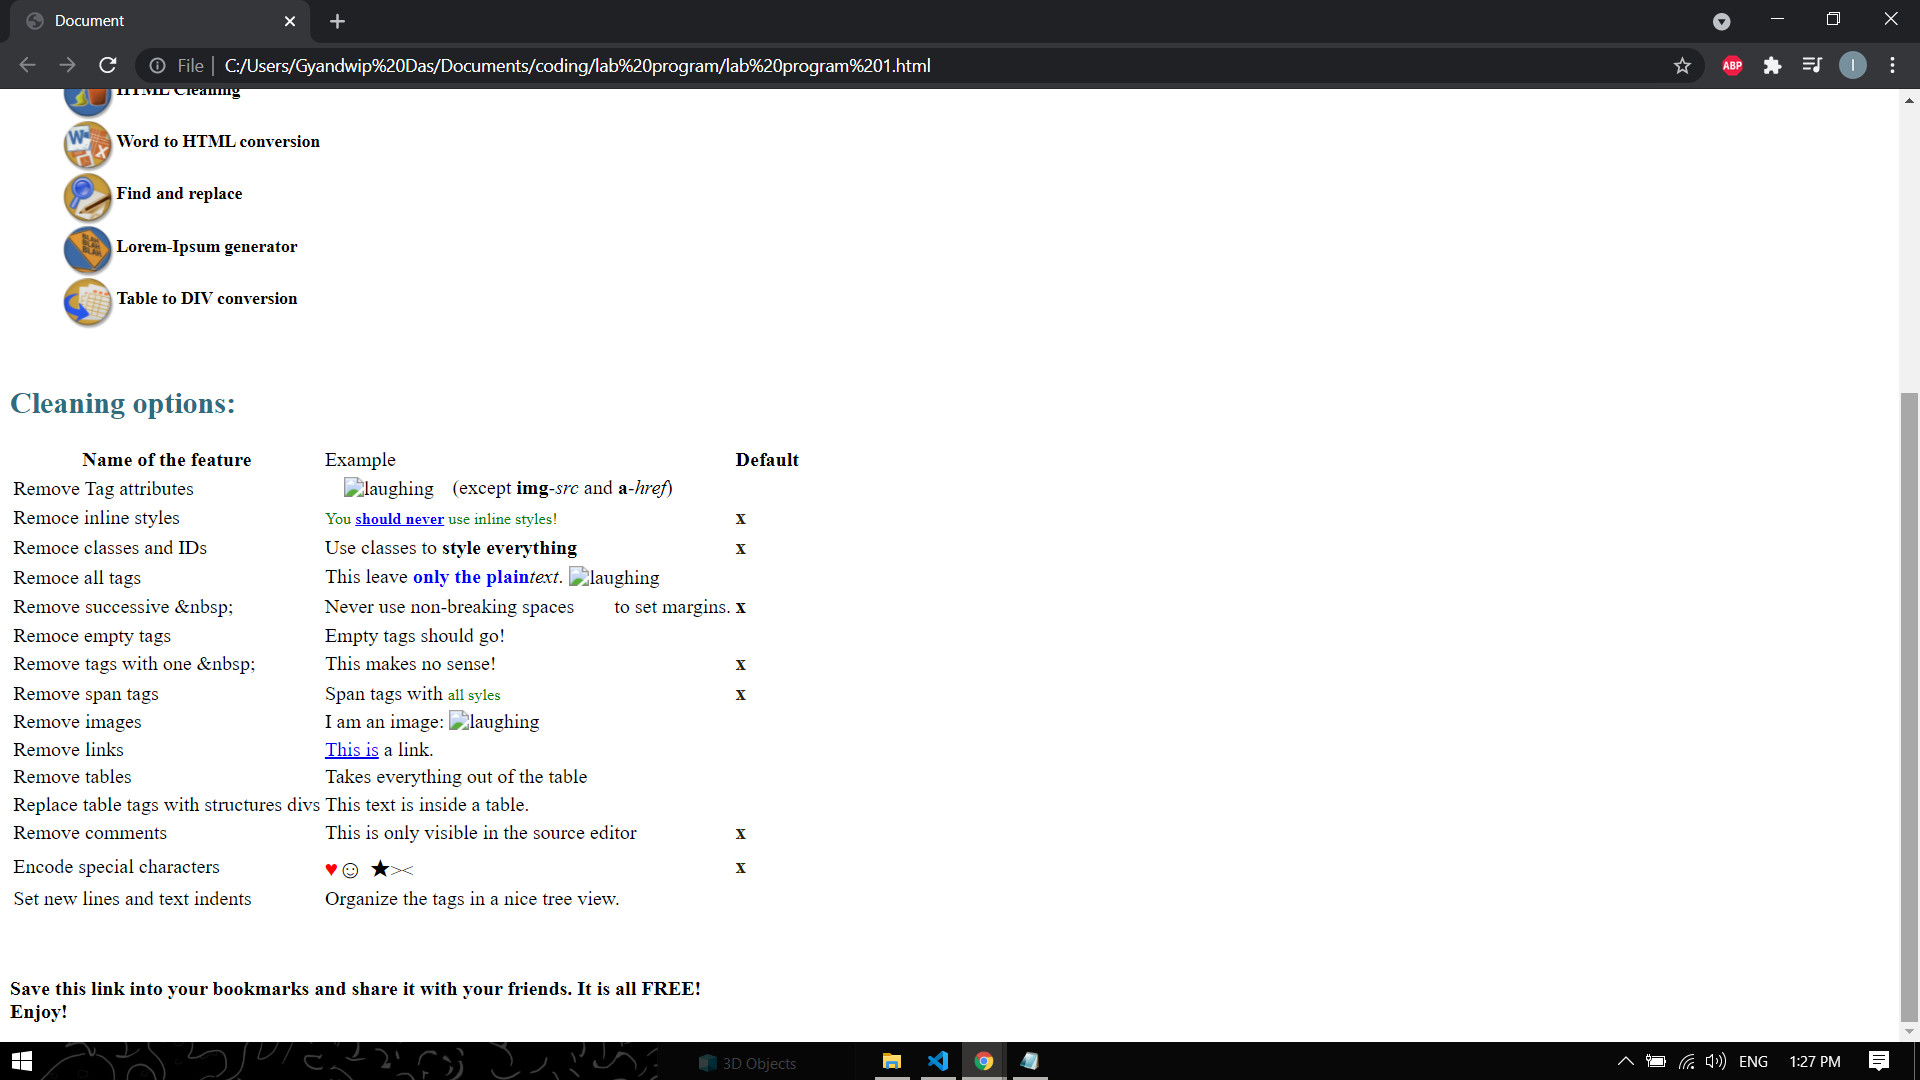 Document
File
C:/Users/Gyandwip%20Das/Documents/coding/lab%20program/lab%20program%201.html
ABP
I
HTML Cleaning
Word to HTML conversion
Find and replace
BLAH BLAH BLAH
Lorem-Ipsum generator
Table to DIV conversion
Cleaning options:
Name of the feature Example Default
Remove Tag attributes laughing (except img-src and a-href)
Remoce inline styles You should never use inline styles! x
Remoce classes and IDs Use classes to style everything x
Remoce all tags This leave only the plaintext. laughing
Remove successive &nbsp; Never use non-breaking spaces to set margins. x
Remoce empty tags Empty tags should go!
Remove tags with one &nbsp; This makes no sense! x
Remove span tags Span tags with all syles x
Remove images I am an image: laughing
Remove links This is a link.
Remove tables Takes everything out of the table
Replace table tags with structures divs This text is inside a table.
Remove comments This is only visible in the source editor x
Encode special characters ♥☺ ★>< x
Set new lines and text indents Organize the tags in a nice tree view.
Save this link into your bookmarks and share it with your friends. It is all FREE!
Enjoy!
3D Objects
ENG
1:27 PM